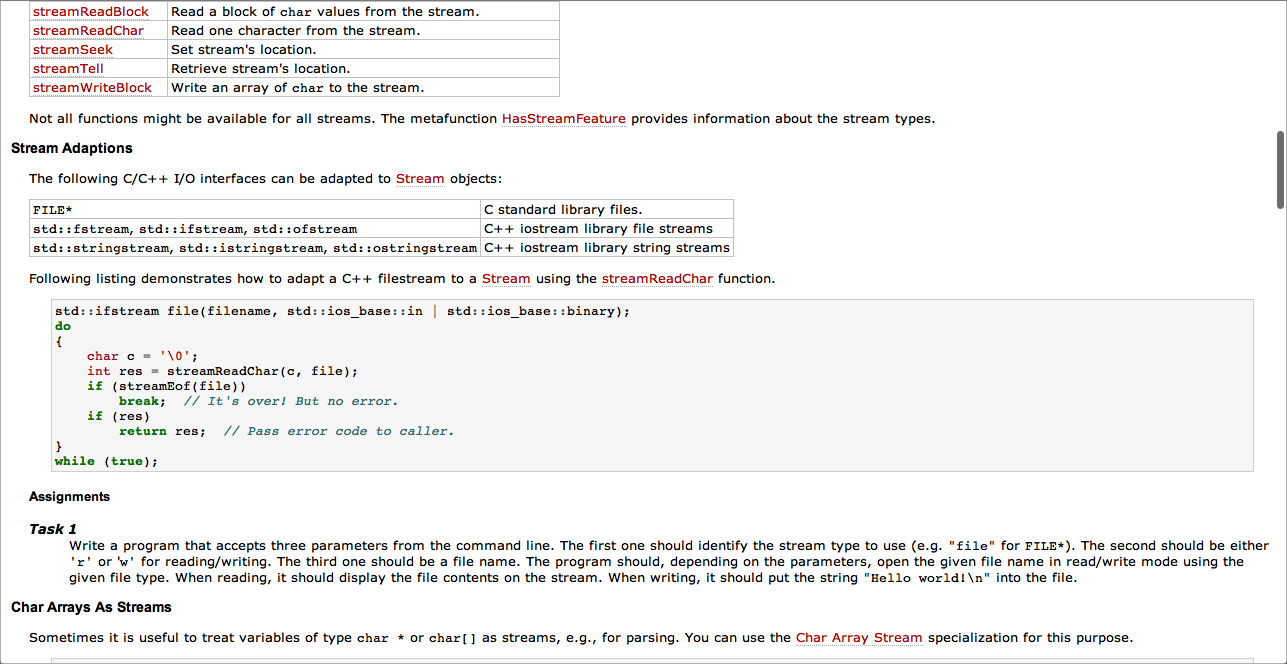 streamReadBlock Read a block of char values from the stream.
streamReadChar Read one character from the stream.
streamSeek Set stream's location.
streamTell Retrieve stream's location.
streamWriteBlock Write an array of char to the stream.
Not all functions might be available for all streams. The metafunction HasStreamFeature provides information about the stream types.
Stream Adaptions
The following C/C++ I/O interfaces can be adapted to Stream objects:
FILE* C standard library files.
std::fstream, std::ifstream, std::ofstream C++ iostream library file streams
std::stringstream, std::istringstream, std::ostringstream C++ iostream library string streams
Following listing demonstrates how to adapt a C++ filestream to a Stream using the streamReadChar function.
std::ifstream file(filename, std::ios_base::in | std::ios_base::binary);
do
{
    char c = '\0';
    int res = streamReadChar(c, file);
    if (streamEof(file))
        break;  // It's over! But no error.
    if (res)
        return res;  // Pass error code to caller.
}
while (true);
Assignments
Task 1
Write a program that accepts three parameters from the command line. The first one should identify the stream type to use (e.g. "file" for FILE*). The second should be either
'r' or 'w' for reading/writing. The third one should be a file name. The program should, depending on the parameters, open the given file name in read/write mode using the
given file type. When reading, it should display the file contents on the stream. When writing, it should put the string "Hello world!\n" into the file.
Char Arrays As Streams
Sometimes it is useful to treat variables of type char * or char[] as streams, e.g., for parsing. You can use the Char Array Stream specialization for this purpose.